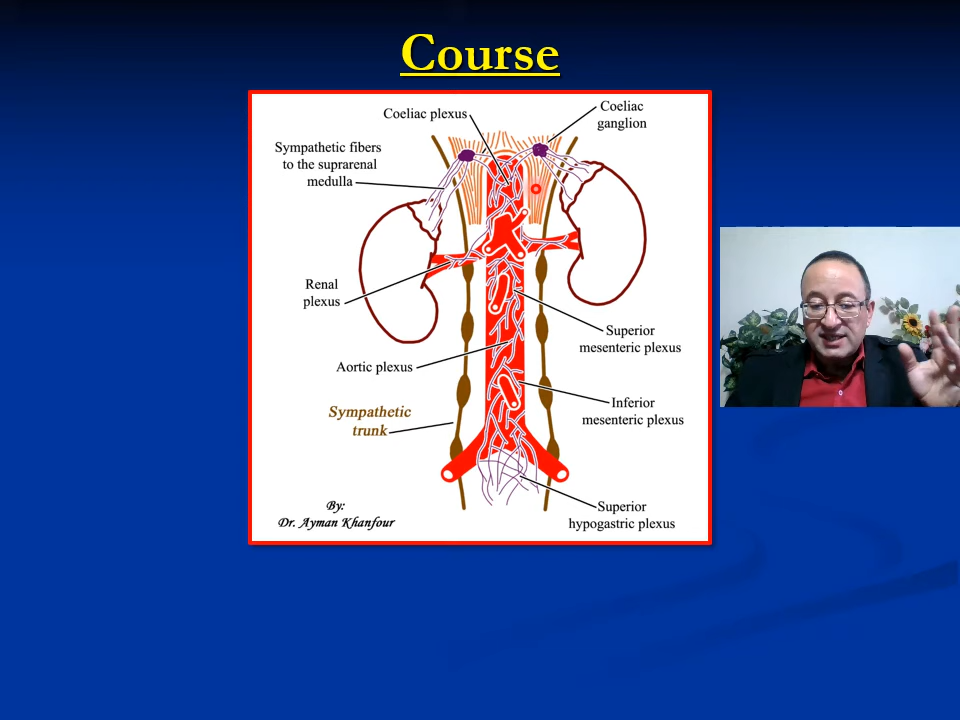 Course
Coeliac plexus
Coeliac
ganglion
Sympathetic fibers
to the suprarenal
medulla
Renal
plexus
Superior
mesenteric plexus
Aortic plexus
Inferior
mesenteric plexus
Sympathetic
trunk
Superior
hypogastric plexus
By:
Dr. Ayman Khanfour